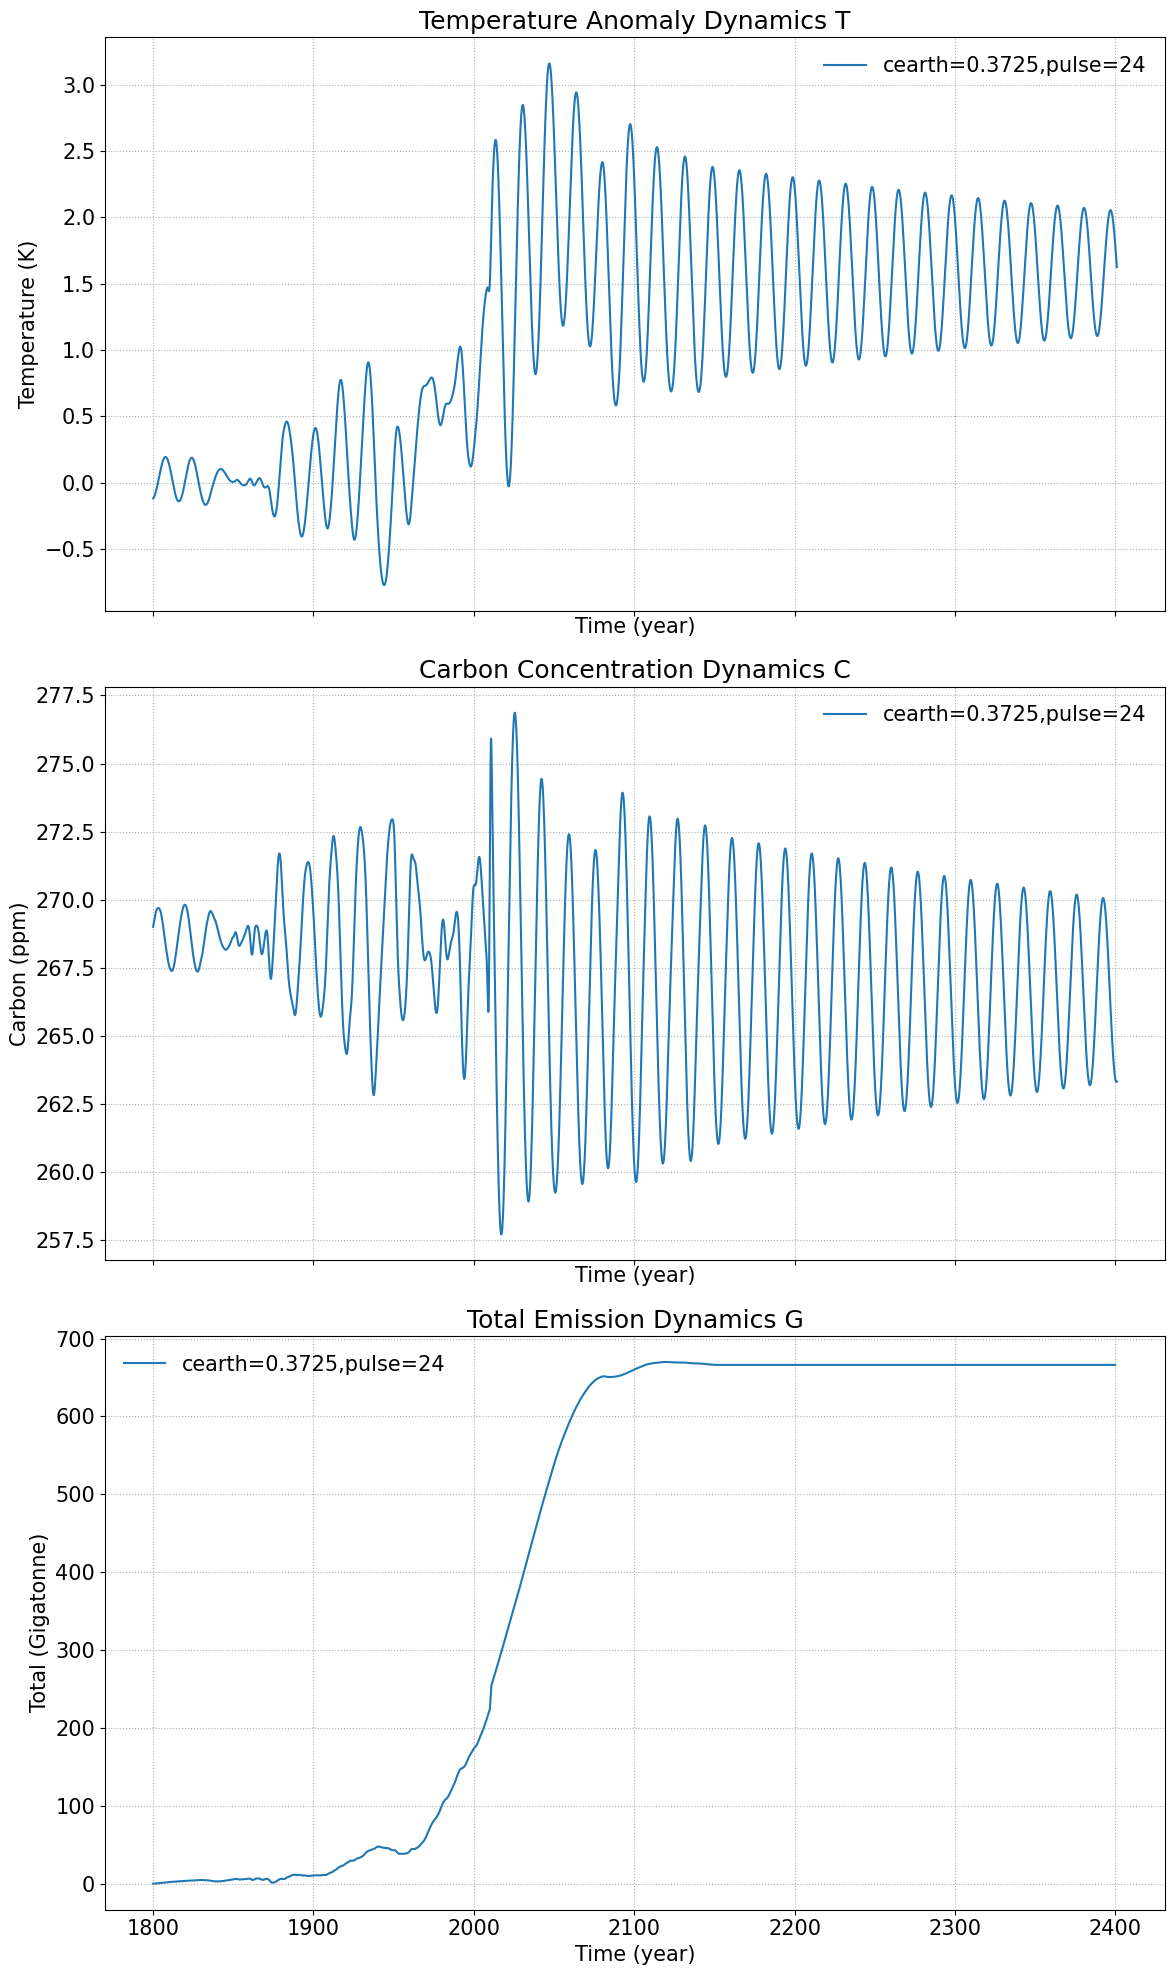 Temperature Anomaly Dynamics T
cearth=0.3725,pulse=24
3.0
2.5
2.0
1.5
1.0
0.5
0.0
−0.5
Temperature (K)
Time (year)
Carbon Concentration Dynamics C
cearth=0.3725,pulse=24
277.5
275.0
272.5
270.0
267.5
265.0
262.5
260.0
257.5
Carbon (ppm)
Time (year)
Total Emission Dynamics G
cearth=0.3725,pulse=24
700
600
500
400
300
200
100
0
Total (Gigatonne)
1800 1900 2000 2100 2200 2300 2400
Time (year)